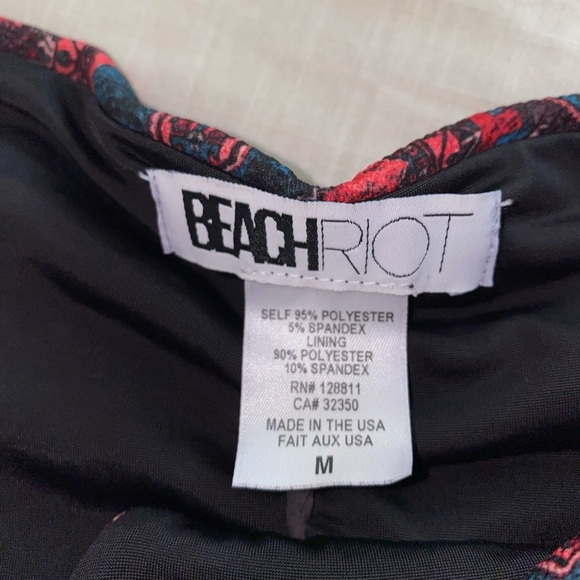 BEACHRIOT
SELF 95% POLYESTER
5% SPANDEX
LINING
90% POLYESTER
10% SPANDEX
RN# 128811
CA# 32350
MADE IN THE USA
FAIT AUX USA
M